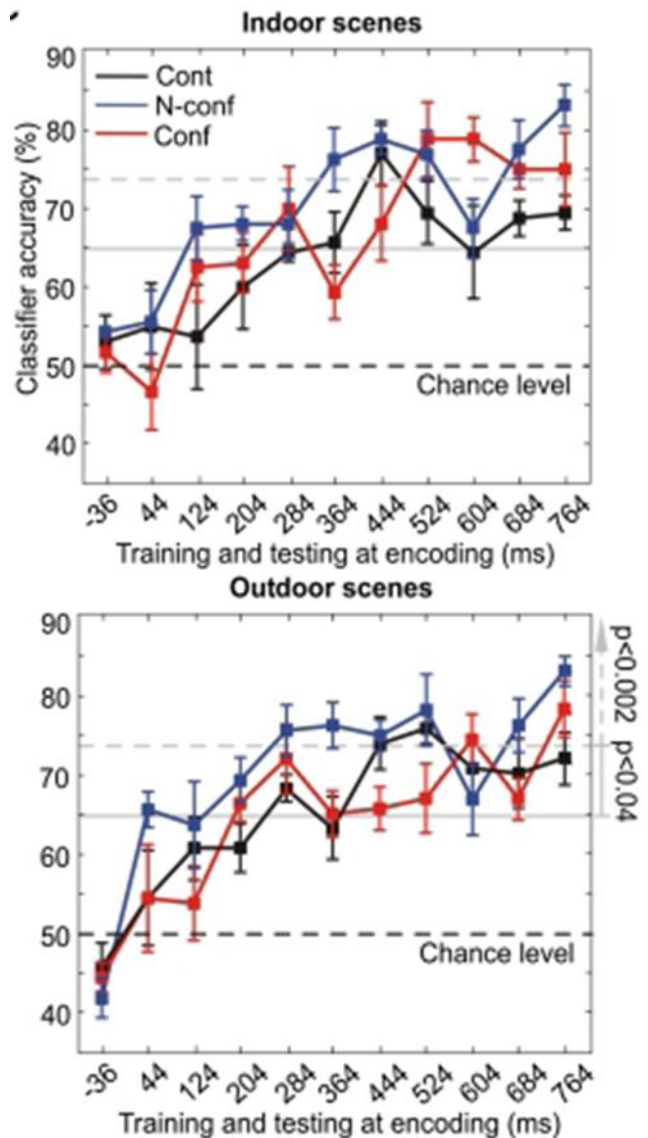 Indoor scenes
Classifier accuracy (%)
90
80
70
60
50
40
Cont
N-conf
Conf
Chance level
-36 44 124 204 284 364 444 524 604 684 764
Training and testing at encoding (ms)
Outdoor scenes
90
80
70
60
50
40
p<0.002
p<0.04
Chance level
-36 44 124 204 284 364 444 524 604 684 764
Training and testing at encoding (ms)